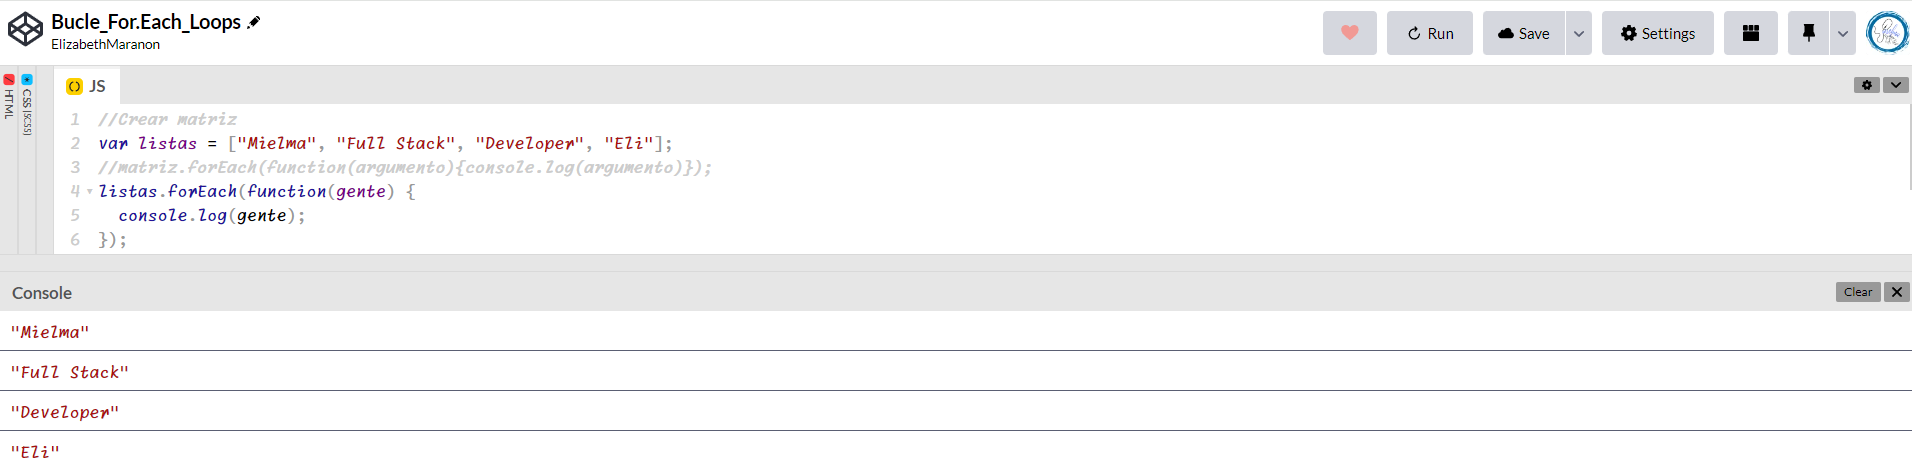 Bucle_For.Each_Loops
ElizabethMaranon
Run
Save
Settings
HTML
CSS (SCSS)
JS
1 //Crear matriz
2 var listas = ["Mielma", "Full Stack", "Developer", "Eli"];
3 //matriz.forEach(function(argumento){console.log(argumento)});
4 listas.forEach(function(gente) {
5 console.log(gente);
6 });
Console
Clear
"Mielma"
"Full Stack"
"Developer"
"Eli"